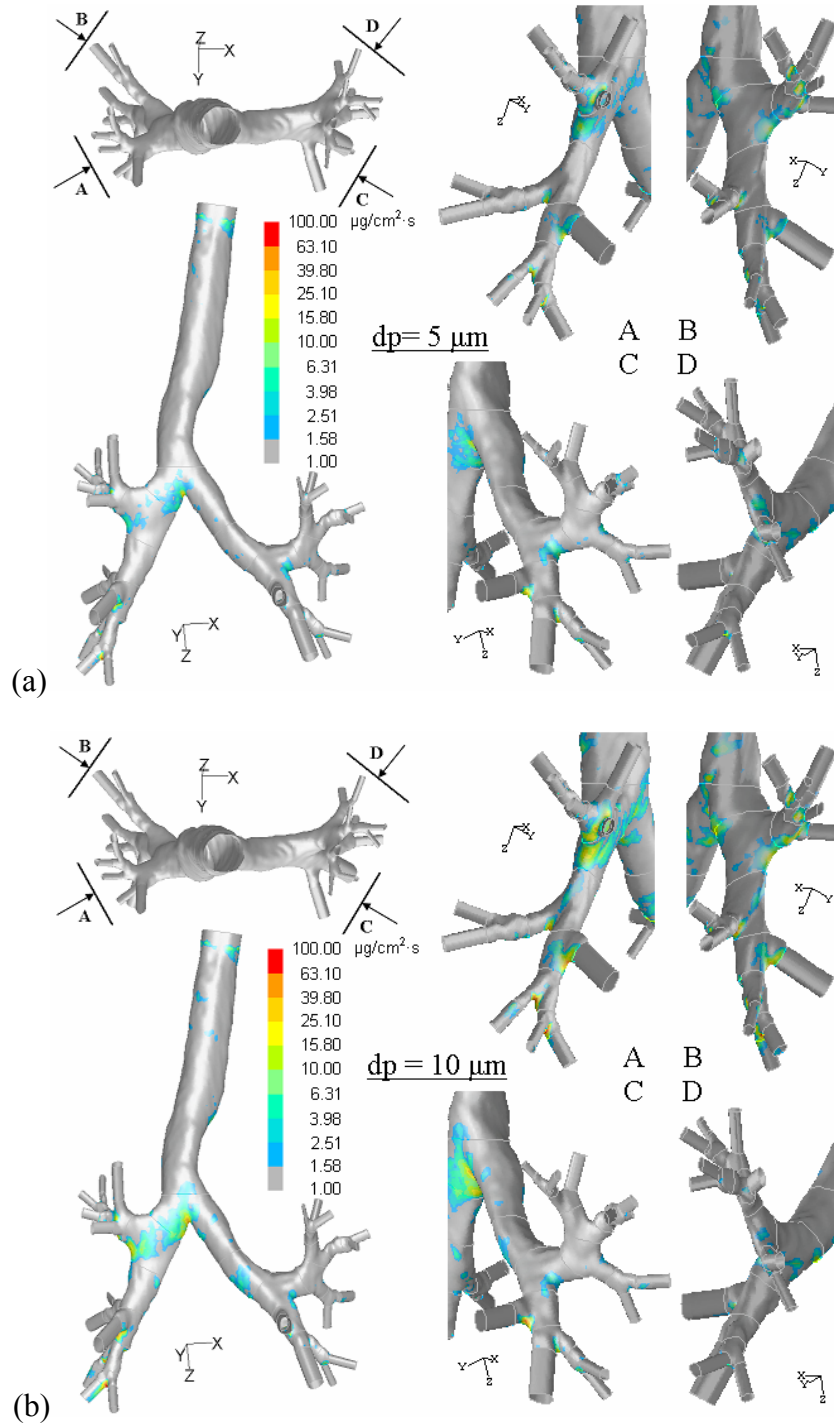 B
D
Z
X
Y
A
C
100.00 µg/cm²·s
63.10
39.80
25.10
15.80
10.00
6.31
3.98
2.51
1.58
1.00
X
Y
Z
X
Y
Z
dp= 5 µm
A B
C D
Y X
Z
X
Y
Z
Y X
Z
(a)
B
D
Z
X
Y
A
C
100.00 µg/cm²·s
63.10
39.80
25.10
15.80
10.00
6.31
3.98
2.51
1.58
1.00
X
Y
Z
X
Y
Z
dp = 10 µm
A B
C D
Y X
Z
Y X
Z
X
Y
Z
(b)